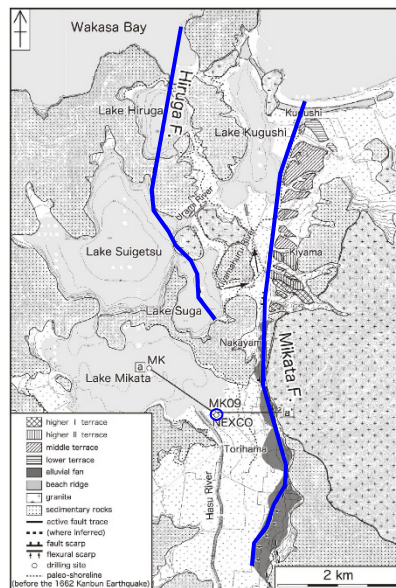 Wakasa Bay
Lake Hiruga
Hiruga F.
Lake Kugushi
Kugushi
Urami River
Lake Suigetsu
Kiyama
Lake Suga
Nakayama
Mikata F.
MK
a
Lake Mikata
MK09
a'
NEXCO
Torihama
Hasu River
higher I terrace
higher II terrace
middle terrace
lower terrace
alluvial fan
beach ridge
granite
sedimentary rocks
active fault trace
(where inferred)
fault scarp
flexural scarp
drilling site
paleo-shoreline
(before the 1662 Kanbun Earthquake)
2 km